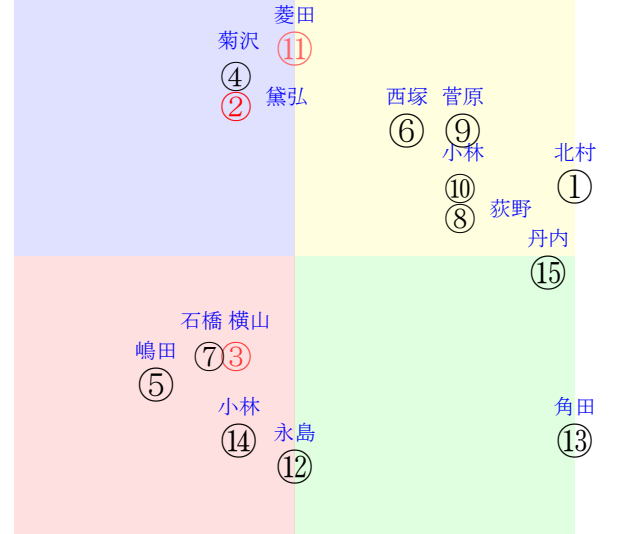 菱田
⑪
菊沢
④
② 黛弘
西塚 菅原
⑥ ⑨
小林 北村
⑩ ①
⑧ 荻野
丹内
⑮
石橋 横山
⑦③
嶋田
⑤
小林 角田
⑭ ⑬
永島
⑫